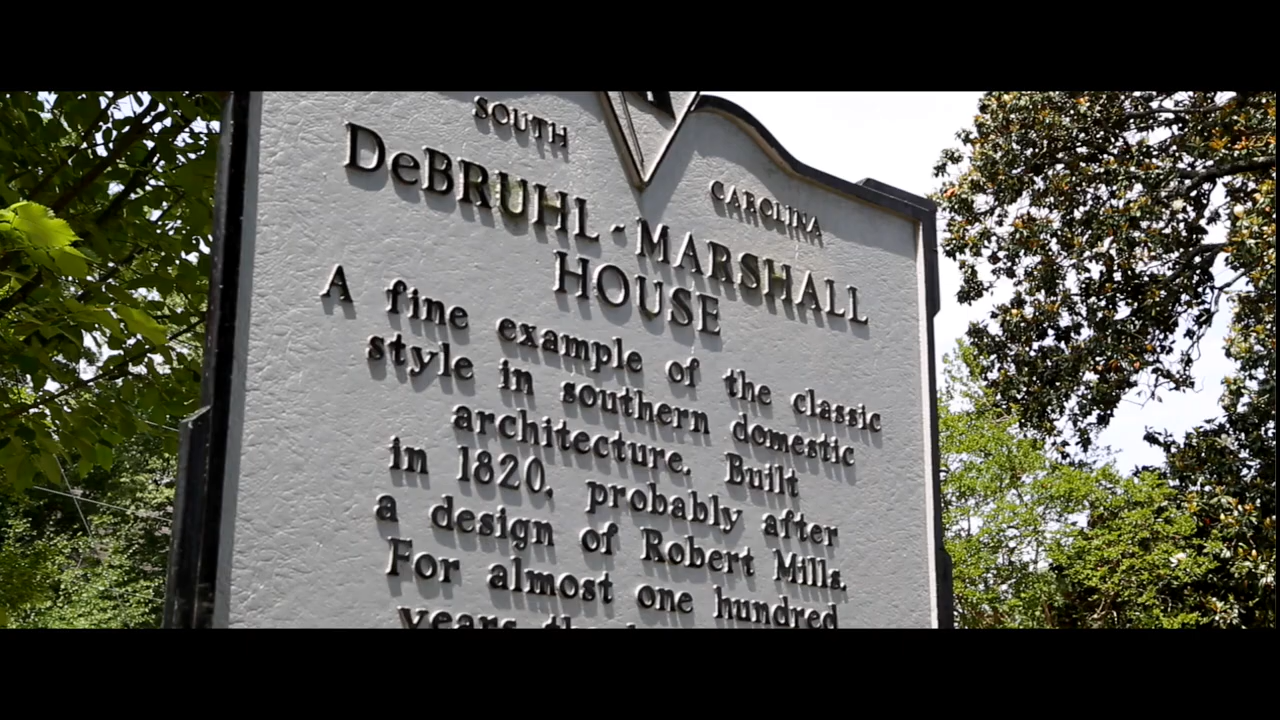 SOUTH CAROLINA
DeBRUHL-MARSHALL
HOUSE
A fine example of the classic
style in southern domestic
architecture. Built
in 1820, probably after
a design of Robert Mills.
For almost one hundred
years